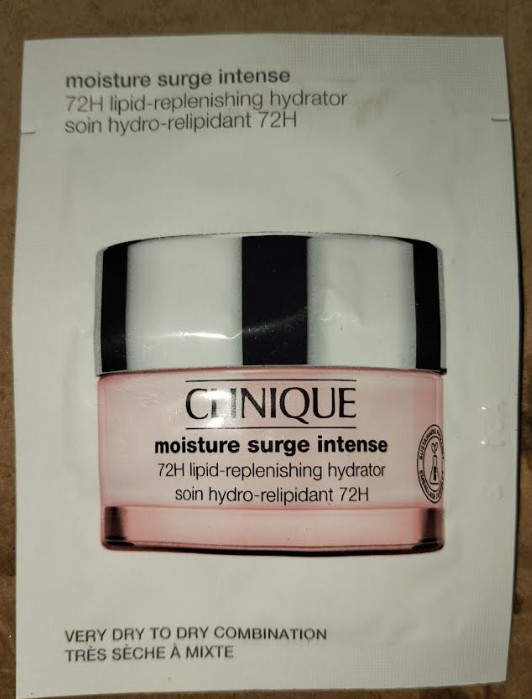 moisture surge intense
72H lipid-replenishing hydrator
soin hydro-relipidant 72H
CLINIQUE
moisture surge intense
72H lipid-replenishing hydrator
soin hydro-relipidant 72H
VERY DRY TO DRY COMBINATION
TRÈS SÈCHE À MIXTE